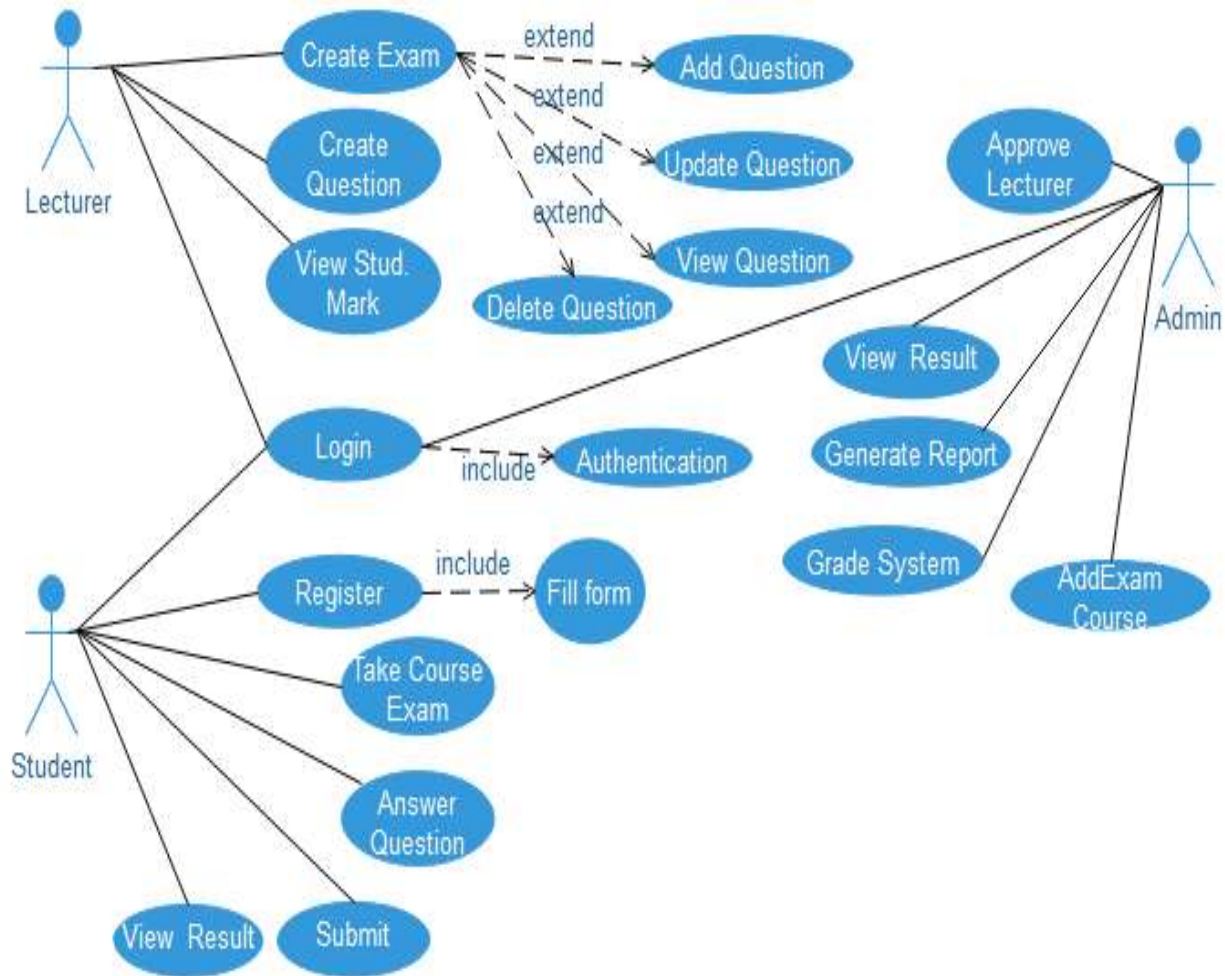 Lecturer
Create Exam
extend
Add Question
extend
Update Question
extend
View Question
extend
Delete Question
Create
Question
View Stud.
Mark
Approve
Lecturer
Admin
View Result
Generate Report
Grade System
AddExam
Course
Login
include
Authentication
Student
Register
include
Fill form
Take Course
Exam
Answer
Question
View Result
Submit